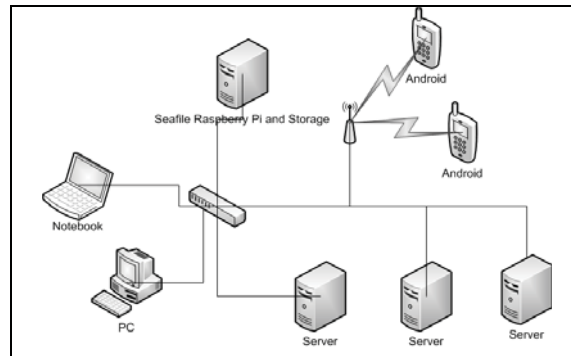 Android
Seafile Raspberry Pi and Storage
Android
Notebook
PC
Server
Server
Server